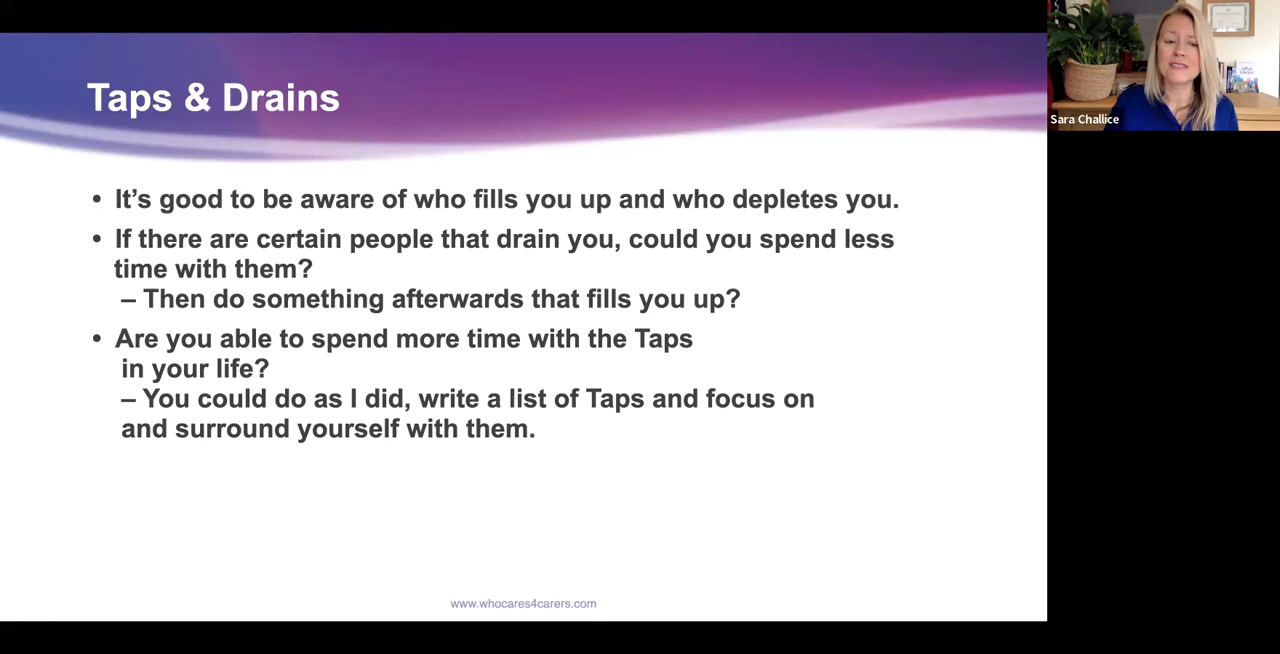 Taps & Drains
• It’s good to be aware of who fills you up and who depletes you.
• If there are certain people that drain you, could you spend less
time with them?
– Then do something afterwards that fills you up?
• Are you able to spend more time with the Taps
in your life?
– You could do as I did, write a list of Taps and focus on
and surround yourself with them.
www.whocares4carers.com
Sara Challice